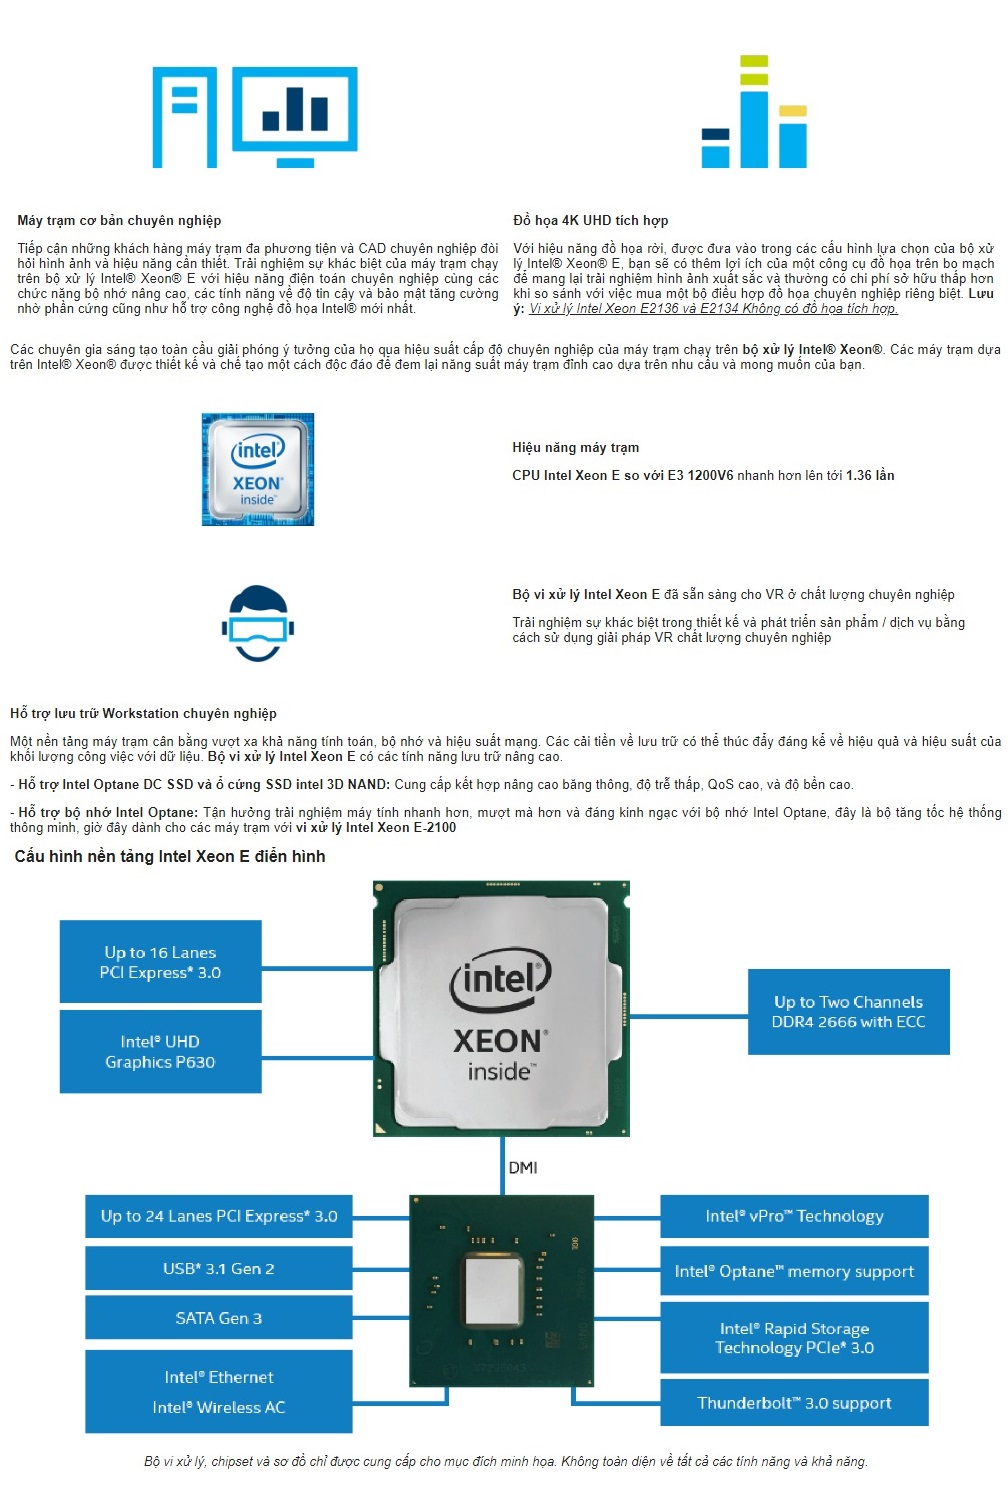 Máy trạm cơ bản chuyên nghiệp
Tiếp cận những khách hàng máy trạm đa phương tiện và CAD chuyên nghiệp đòi
hỏi hình ảnh và hiệu năng cần thiết. Trải nghiệm sự khác biệt của máy trạm chạy
trên bộ xử lý Intel® Xeon® E với hiệu năng điện toán chuyên nghiệp cùng các
chức năng bộ nhớ nâng cao, các tính năng về độ tin cậy và bảo mật tăng cường
nhờ phần cứng cũng như hỗ trợ công nghệ đồ họa Intel® mới nhất.
Đồ họa 4K UHD tích hợp
Với hiệu năng đồ họa rời, được đưa vào trong các cấu hình lựa chọn của bộ xử
lý Intel® Xeon® E, bạn sẽ có thêm lợi ích của một công cụ đồ họa trên bo mạch
để mang lại trải nghiệm hình ảnh xuất sắc và thường có chi phí sở hữu thấp hơn
khi so sánh với việc mua một bộ điều hợp đồ họa chuyên nghiệp riêng biệt. Lưu
ý: Vi xử lý Intel Xeon E2136 và E2134 Không có đồ họa tích hợp.
Các chuyên gia sáng tạo toàn cầu giải phóng ý tưởng của họ qua hiệu suất cấp độ chuyên nghiệp của máy trạm chạy trên bộ xử lý Intel® Xeon®. Các máy trạm dựa
trên Intel® Xeon® được thiết kế và chế tạo một cách độc đáo để đem lại năng suất máy trạm đỉnh cao dựa trên nhu cầu và mong muốn của bạn.
intel®
XEON®
inside™
Hiệu năng máy trạm
CPU Intel Xeon E so với E3 1200V6 nhanh hơn lên tới 1.36 lần
Bộ vi xử lý Intel Xeon E đã sẵn sàng cho VR ở chất lượng chuyên nghiệp
Trải nghiệm sự khác biệt trong thiết kế và phát triển sản phẩm / dịch vụ bằng
cách sử dụng giải pháp VR chất lượng chuyên nghiệp
Hỗ trợ lưu trữ Workstation chuyên nghiệp
Một nền tảng máy trạm cân bằng vượt xa khả năng tính toán, bộ nhớ và hiệu suất mạng. Các cải tiến về lưu trữ có thể thúc đẩy đáng kể về hiệu quả và hiệu suất của
khối lượng công việc với dữ liệu. Bộ vi xử lý Intel Xeon E có các tính năng lưu trữ nâng cao.
- Hỗ trợ Intel Optane DC SSD và ổ cứng SSD intel 3D NAND: Cung cấp kết hợp nâng cao băng thông, độ trễ thấp, QoS cao, và độ bền cao.
- Hỗ trợ bộ nhớ Intel Optane: Tận hưởng trải nghiệm máy tính nhanh hơn, mượt mà hơn và đáng kinh ngạc với bộ nhớ Intel Optane, đây là bộ tăng tốc hệ thống
thông minh, giờ đây dành cho các máy trạm với vi xử lý Intel Xeon E-2100
Cấu hình nền tảng Intel Xeon E điển hình
Up to 16 Lanes
PCI Express* 3.0
Intel® UHD
Graphics P630
intel®
XEON®
inside™
Up to Two Channels
DDR4 2666 with ECC
DMI
Up to 24 Lanes PCI Express* 3.0
USB* 3.1 Gen 2
SATA Gen 3
Intel® Ethernet
Intel® Wireless AC
Intel® vPro™ Technology
Intel® Optane™ memory support
Intel® Rapid Storage
Technology PCIe* 3.0
Thunderbolt™ 3.0 support
Bộ vi xử lý, chipset và sơ đồ chỉ được cung cấp cho mục đích minh họa. Không toàn diện về tất cả các tính năng và khả năng.